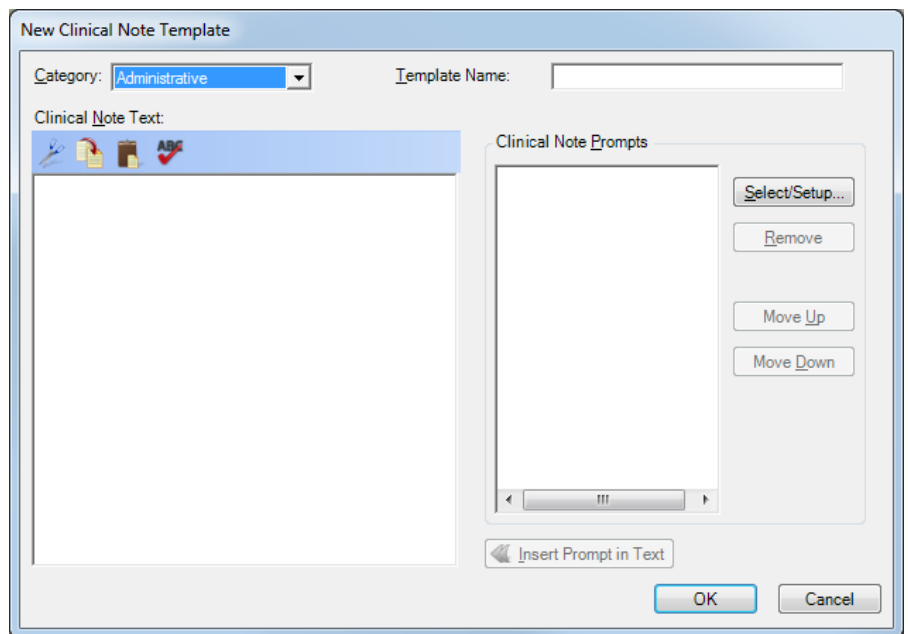 New Clinical Note Template
Category: Administrative Template Name:
Clinical Note Text:
ABC
Clinical Note Prompts
Select/Setup...
Remove
Move Up
Move Down
Insert Prompt in Text
OK Cancel